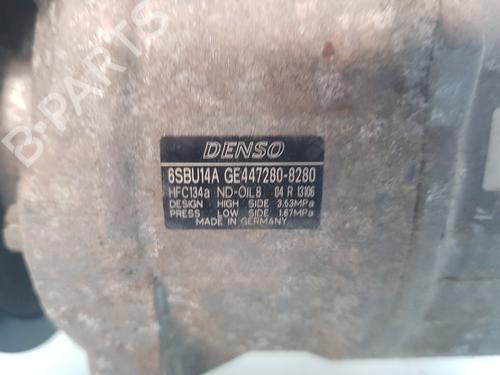 B-PARTS
DENSO
6SBU14A GE447280-8280
HFC134a ND-OIL8 04 R 13106
DESIGN HIGH SIDE 3.53MPa
PRESS LOW SIDE 1.67MPa
MADE IN GERMANY